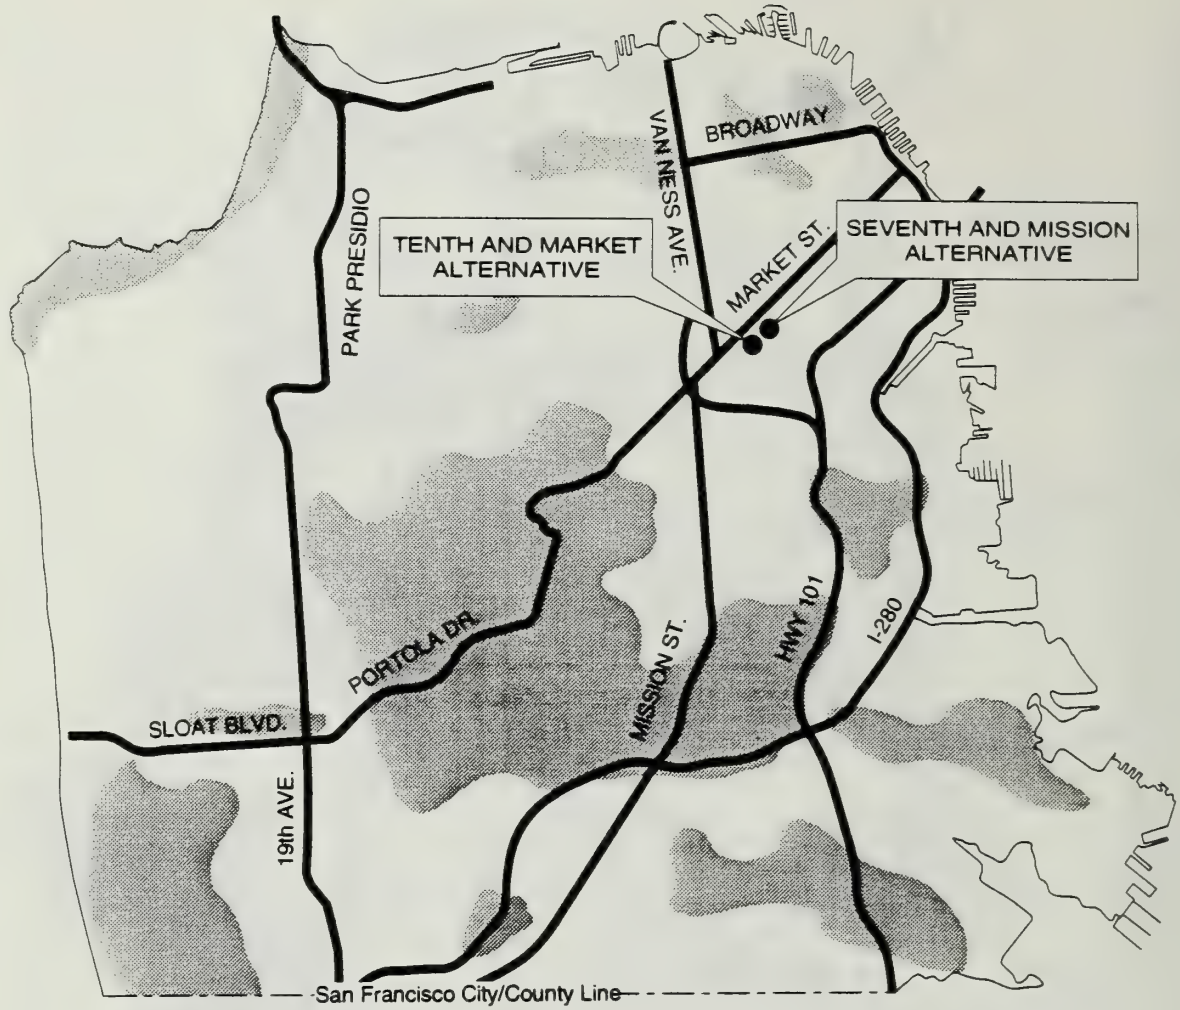 BROADWAY
VAN NESS AVE.
PARK PRESIDIO
TENTH AND MARKET
ALTERNATIVE
MARKET ST.
SEVENTH AND MISSION
ALTERNATIVE
HWY 101
I-280
PORTOLA DR.
MISSION ST.
SLOAT BLVD.
19th AVE.
San Francisco City/County Line